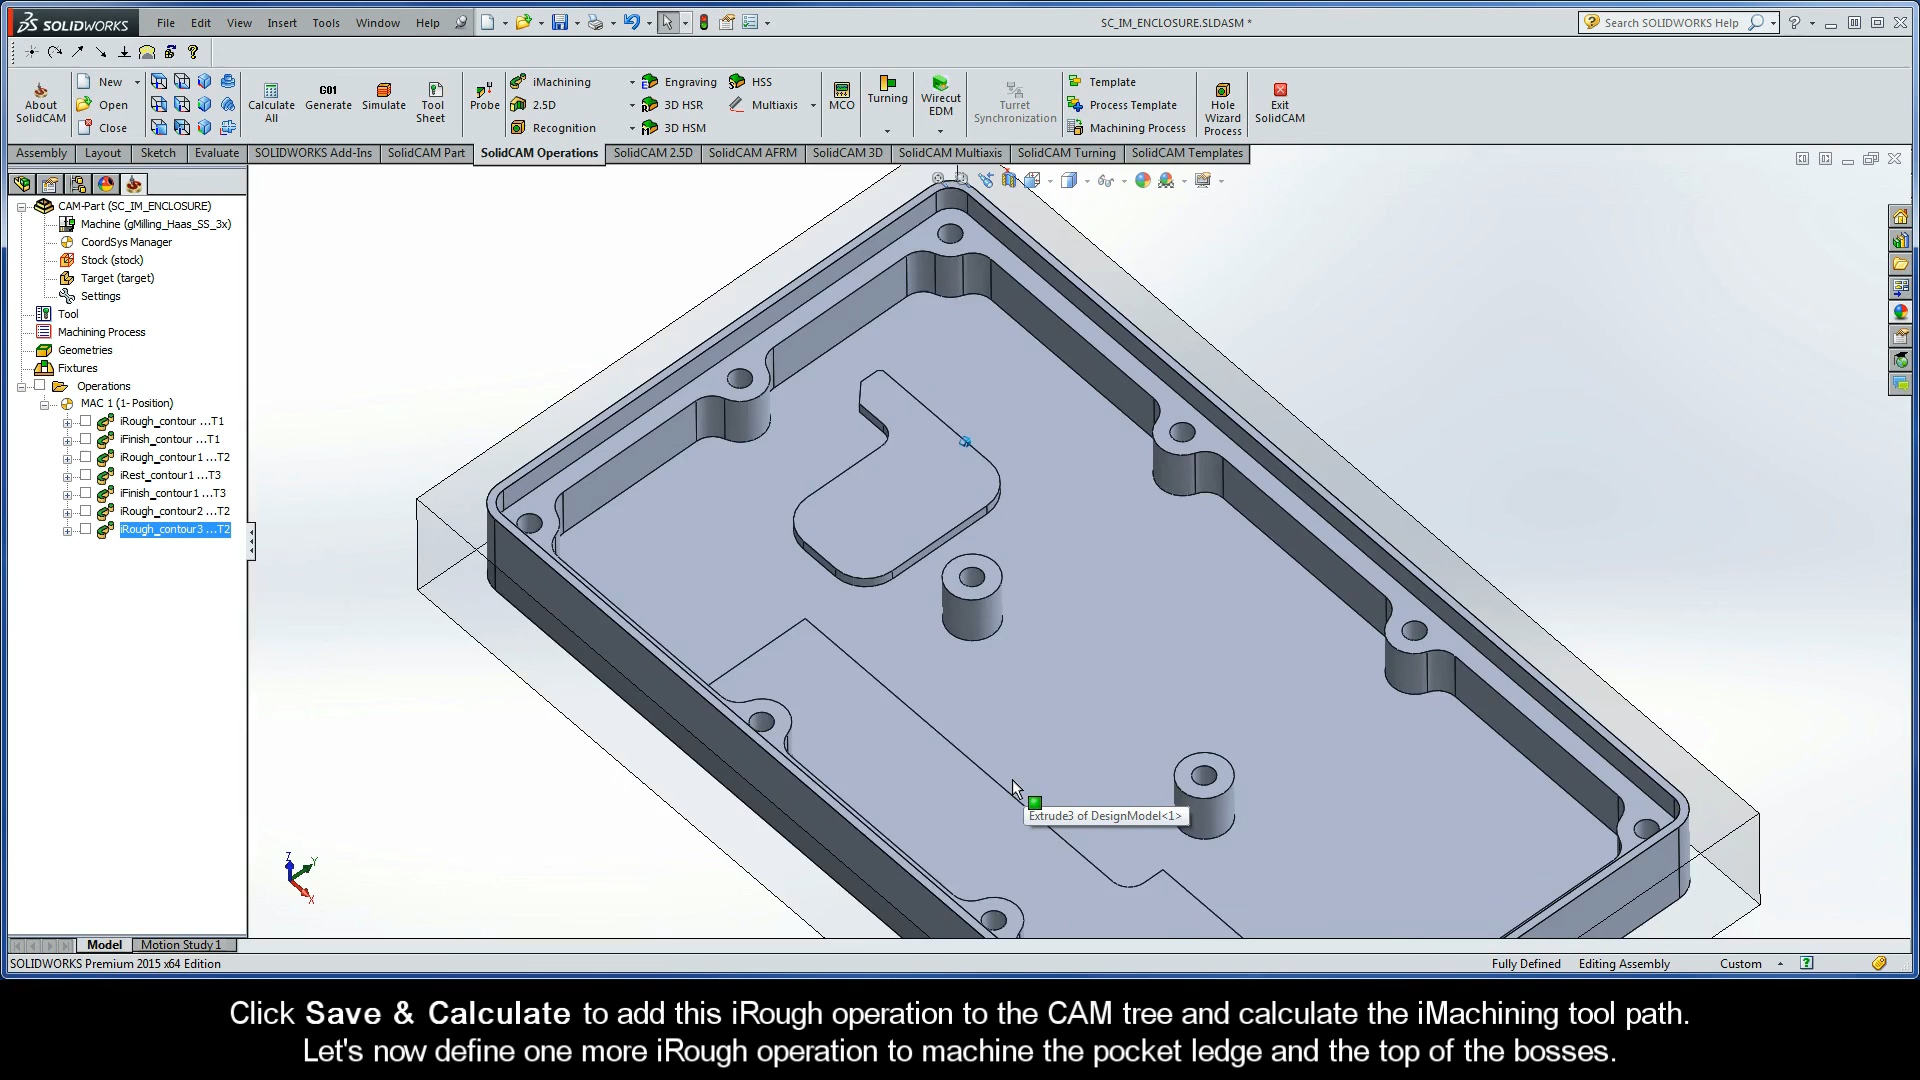 SOLIDWORKS
File Edit View Insert Tools Window Help
SC_IM_ENCLOSURE.SLDASM *
Search SOLIDWORKS Help
About SolidCAM
New
Open
Close
Calculate All
G01
Generate
Simulate
Tool Sheet
Probe
iMachining
2.5D
Recognition
Engraving
3D HSR
3D HSM
HSS
Multiaxis
MCO
Turning
Wirecut EDM
Turret Synchronization
Template
Process Template
Machining Process
Hole Wizard Process
Exit SolidCAM
Assembly Layout Sketch Evaluate SOLIDWORKS Add-Ins SolidCAM Part SolidCAM Operations SolidCAM 2.5D SolidCAM AFRM SolidCAM 3D SolidCAM Multiaxis SolidCAM Turning SolidCAM Templates
CAM-Part (SC_IM_ENCLOSURE)
Machine (gMilling_Haas_SS_3x)
CoordSys Manager
Stock (stock)
Target (target)
Settings
Tool
Machining Process
Geometries
Fixtures
Operations
MAC 1 (1- Position)
iRough_contour ...T1
iFinish_contour ...T1
iRough_contour1 ...T2
iRest_contour1 ...T3
iFinish_contour1 ...T3
iRough_contour2 ...T2
iRough_contour3 ...T2
Extrude3 of DesignModel<1>
Z
Y
X
Model Motion Study 1
SOLIDWORKS Premium 2015 x64 Edition
Fully Defined Editing Assembly Custom
Click Save & Calculate to add this iRough operation to the CAM tree and calculate the iMachining tool path.
Let's now define one more iRough operation to machine the pocket ledge and the top of the bosses.